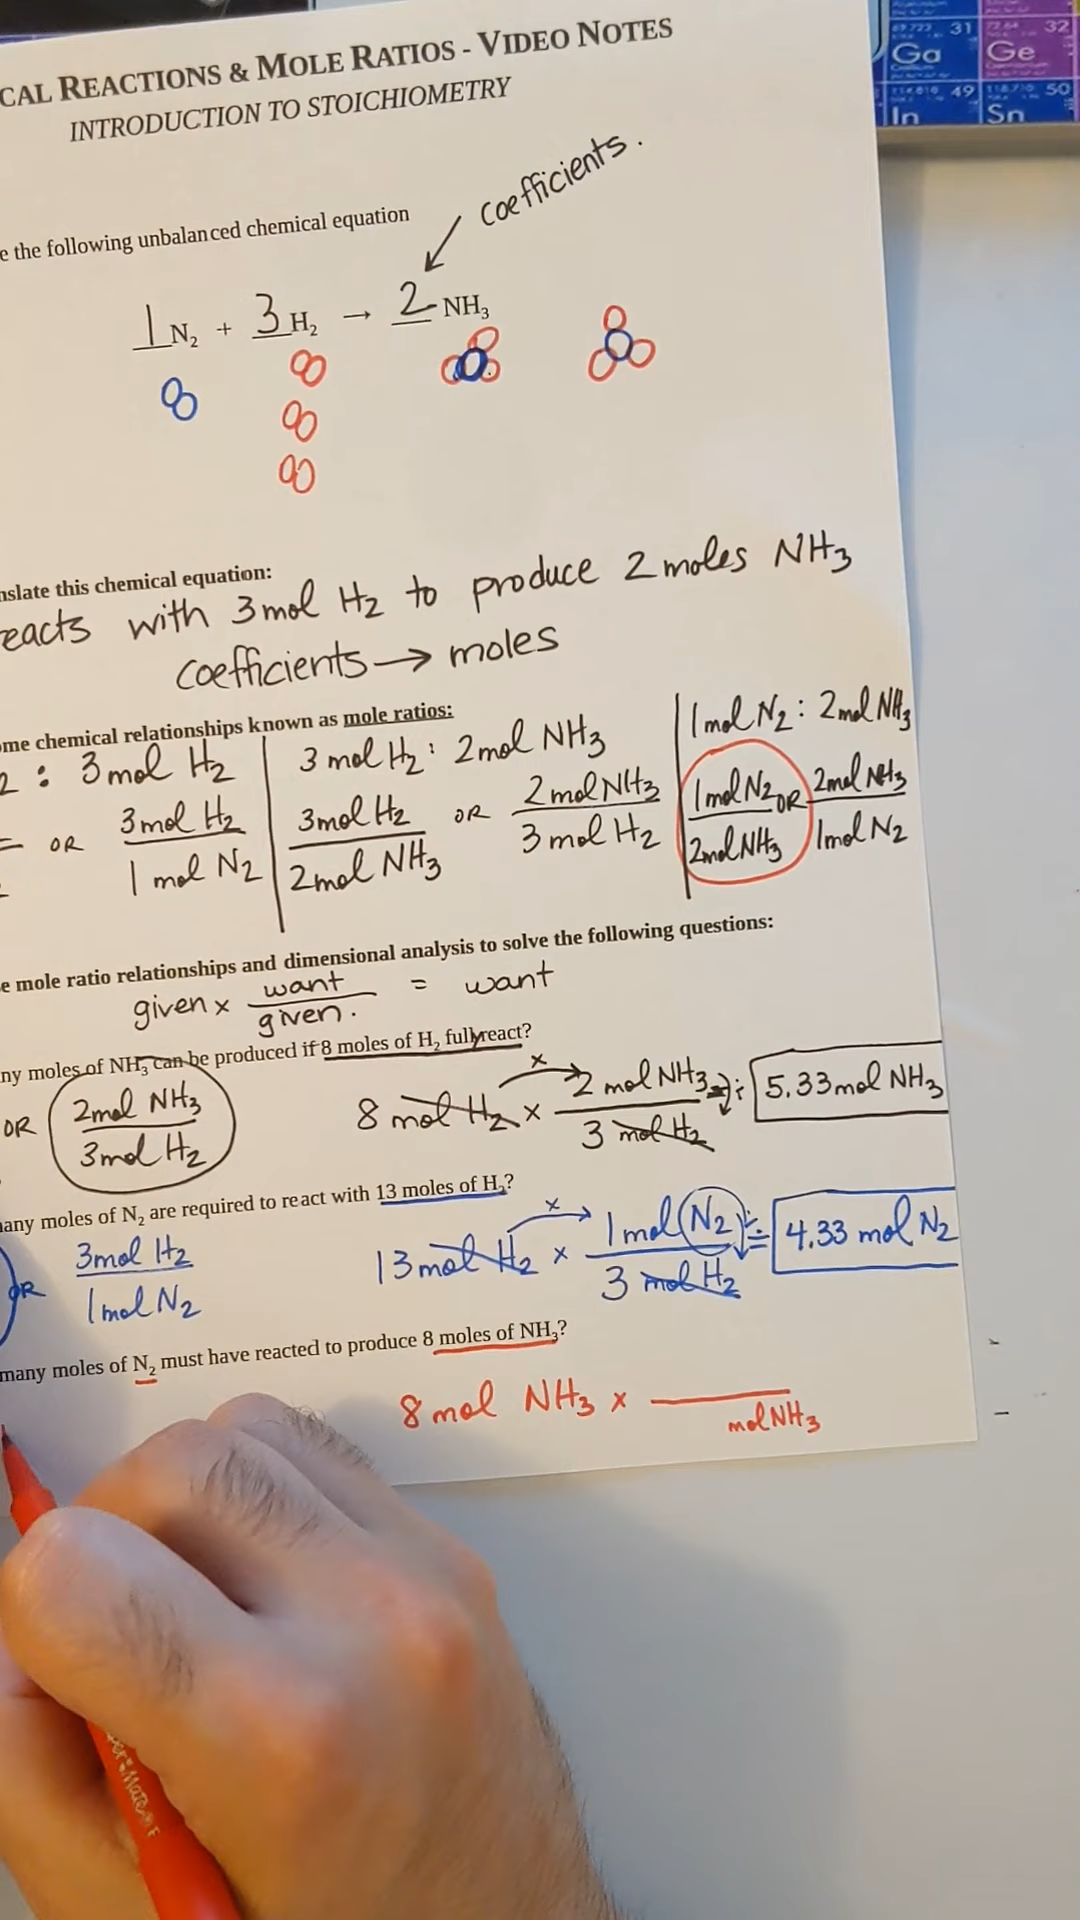 CAL REACTIONS & MOLE RATIOS - VIDEO NOTES
INTRODUCTION TO STOICHIOMETRY
31 32
Ga Ge
49 50
In Sn
coefficients.
e the following unbalanced chemical equation
1 N₂ + 3 H₂ → 2 NH₃
nslate this chemical equation:
reacts with 3 mol H₂ to produce 2 moles NH₃
coefficients → moles
me chemical relationships known as mole ratios:
2 : 3 mol H₂ | 3 mol H₂ : 2 mol NH₃ | 1 mol N₂ : 2 mol NH₃
OR 3 mol H₂ / 1 mol N₂ | 3 mol H₂ / 2 mol NH₃ OR 2 mol NH₃ / 3 mol H₂ | 1 mol N₂ / 2 mol NH₃ OR 2 mol NH₃ / 1 mol N₂
e mole ratio relationships and dimensional analysis to solve the following questions:
given x want / given. = want
ny moles of NH₃ can be produced if 8 moles of H₂ fully react?
OR 2 mol NH₃ / 3 mol H₂ 8 mol H₂ x 2 mol NH₃ / 3 mol H₂ = 5.33 mol NH₃
any moles of N₂ are required to react with 13 moles of H₂?
OR 3 mol H₂ / 1 mol N₂ 13 mol H₂ x 1 mol N₂ / 3 mol H₂ = 4.33 mol N₂
many moles of N₂ must have reacted to produce 8 moles of NH₃?
8 mol NH₃ x / mol NH₃